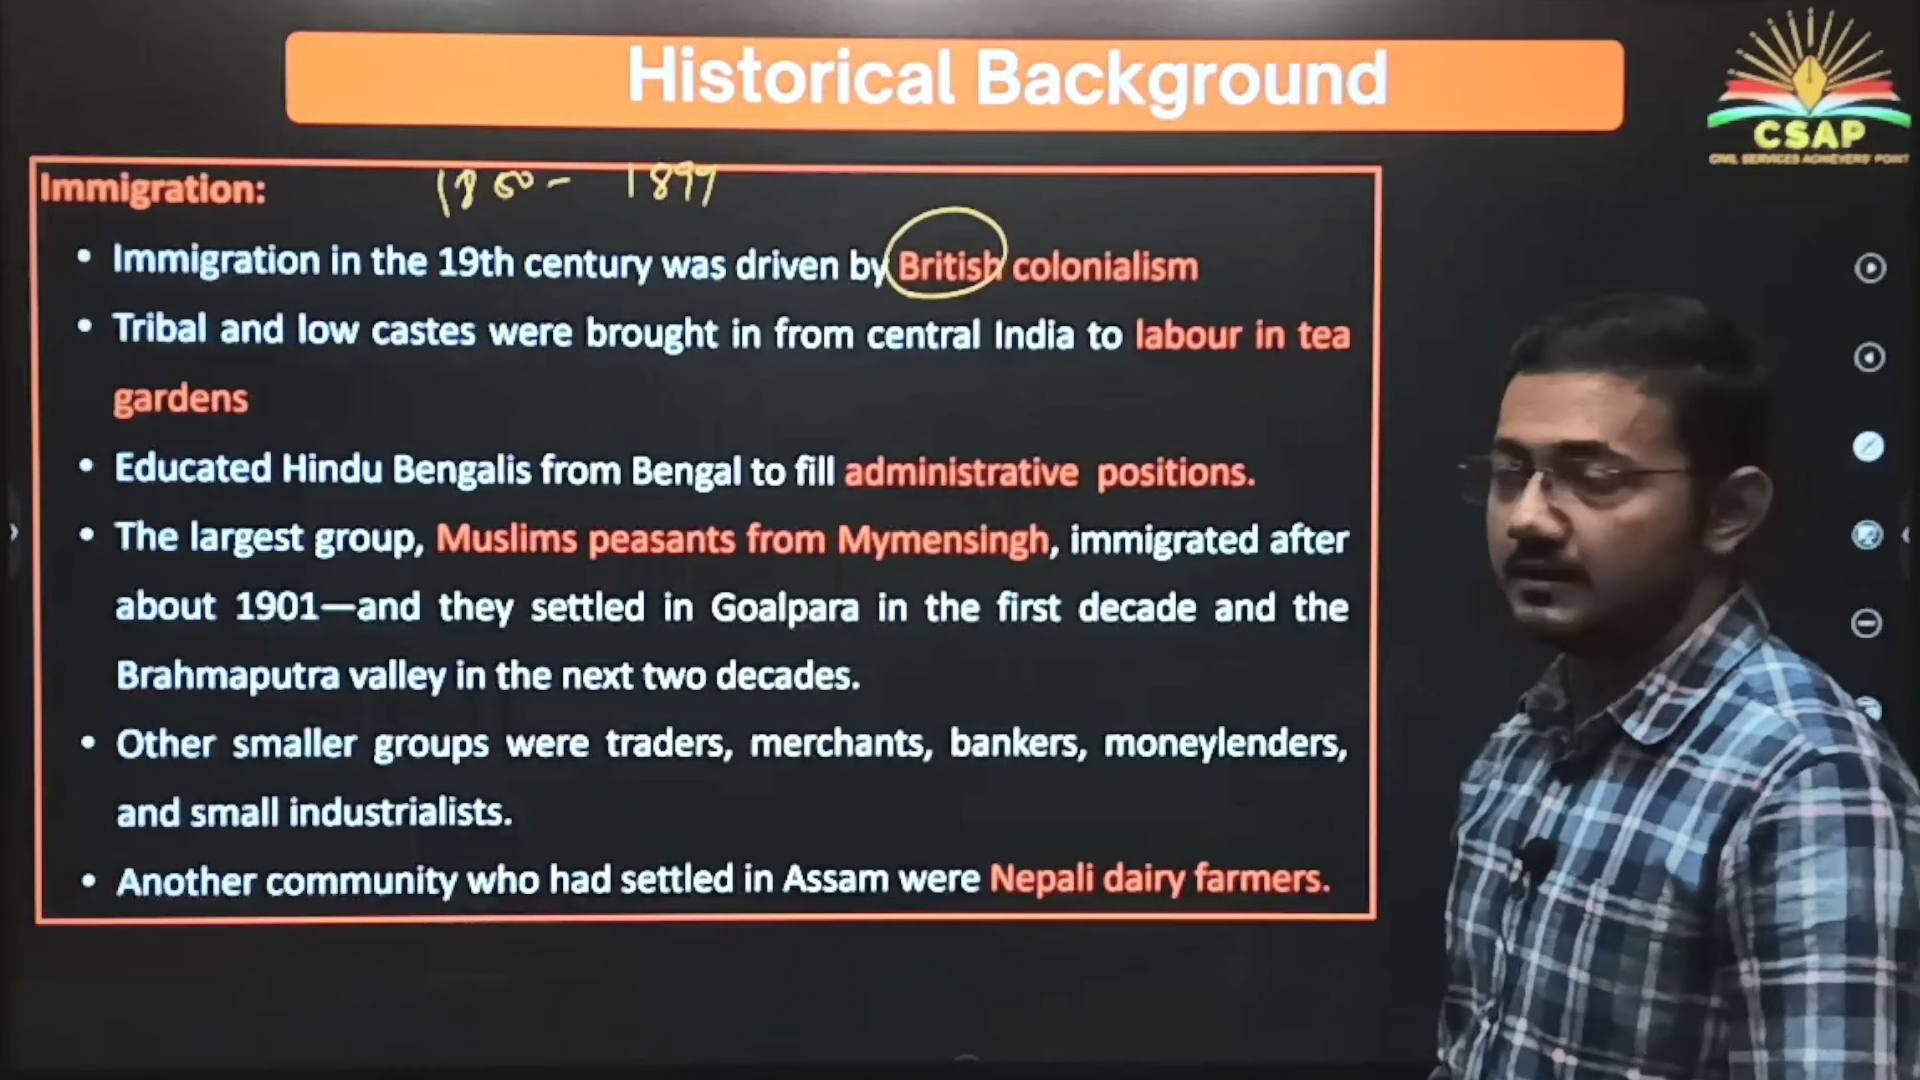 Historical Background
CSAP
CIVIL SERVICES ACHIEVERS' POINT
Immigration:
1800 - 1899
• Immigration in the 19th century was driven by British colonialism
• Tribal and low castes were brought in from central India to labour in tea
gardens
• Educated Hindu Bengalis from Bengal to fill administrative positions.
• The largest group, Muslims peasants from Mymensingh, immigrated after
about 1901—and they settled in Goalpara in the first decade and the
Brahmaputra valley in the next two decades.
• Other smaller groups were traders, merchants, bankers, moneylenders,
and small industrialists.
• Another community who had settled in Assam were Nepali dairy farmers.